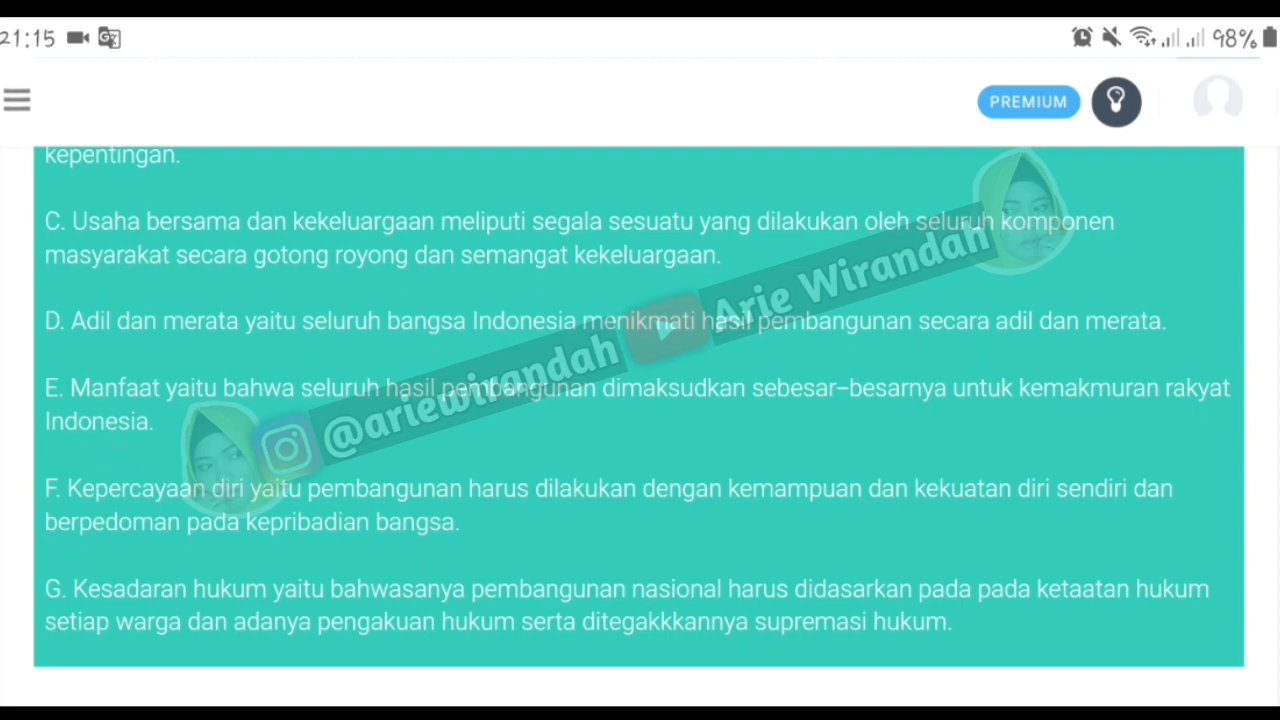 21:15
98%
PREMIUM
kepentingan.
C. Usaha bersama dan kekeluargaan meliputi segala sesuatu yang dilakukan oleh seluruh komponen
masyarakat secara gotong royong dan semangat kekeluargaan.
D. Adil dan merata yaitu seluruh bangsa Indonesia menikmati hasil pembangunan secara adil dan merata.
E. Manfaat yaitu bahwa seluruh hasil pembangunan dimaksudkan sebesar–besarnya untuk kemakmuran rakyat
Indonesia.
F. Kepercayaan diri yaitu pembangunan harus dilakukan dengan kemampuan dan kekuatan diri sendiri dan
berpedoman pada kepribadian bangsa.
G. Kesadaran hukum yaitu bahwasanya pembangunan nasional harus didasarkan pada pada ketaatan hukum
setiap warga dan adanya pengakuan hukum serta ditegakkkannya supremasi hukum.
@ariewirandah
Arie Wirandah